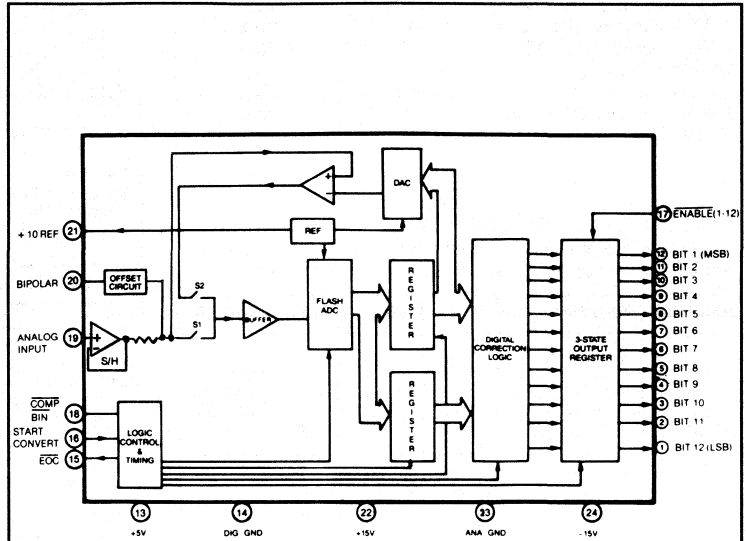 DAC
+
−
17 ENABLE (1-12)
+ 10 REF 21
REF
12 BIT 1 (MSB)
11 BIT 2
10 BIT 3
9 BIT 4
8 BIT 5
7 BIT 6
6 BIT 7
5 BIT 8
4 BIT 9
3 BIT 10
2 BIT 11
1 BIT 12 (LSB)
BIPOLAR 20
OFFSET
CIRCUIT
S2
S1
BUFFER
FLASH
ADC
REGISTER
REGISTER
DIGITAL
CORRECTION
LOGIC
3-STATE
OUTPUT
REGISTER
ANALOG
INPUT
19
+
−
S/H
COMP
BIN
18
START
CONVERT
16
EOC 15
LOGIC
CONTROL
&
TIMING
13 14 22 23 24
+5V DIG GND +15V ANA GND -15V